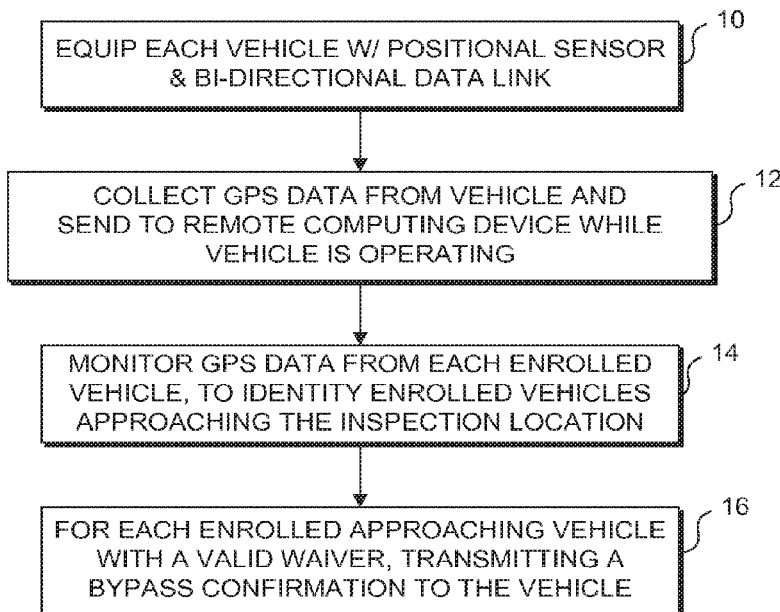 10
EQUIP EACH VEHICLE W/ POSITIONAL SENSOR
& BI-DIRECTIONAL DATA LINK
12
COLLECT GPS DATA FROM VEHICLE AND
SEND TO REMOTE COMPUTING DEVICE WHILE
VEHICLE IS OPERATING
14
MONITOR GPS DATA FROM EACH ENROLLED
VEHICLE, TO IDENTITY ENROLLED VEHICLES
APPROACHING THE INSPECTION LOCATION
16
FOR EACH ENROLLED APPROACHING VEHICLE
WITH A VALID WAIVER, TRANSMITTING A
BYPASS CONFIRMATION TO THE VEHICLE